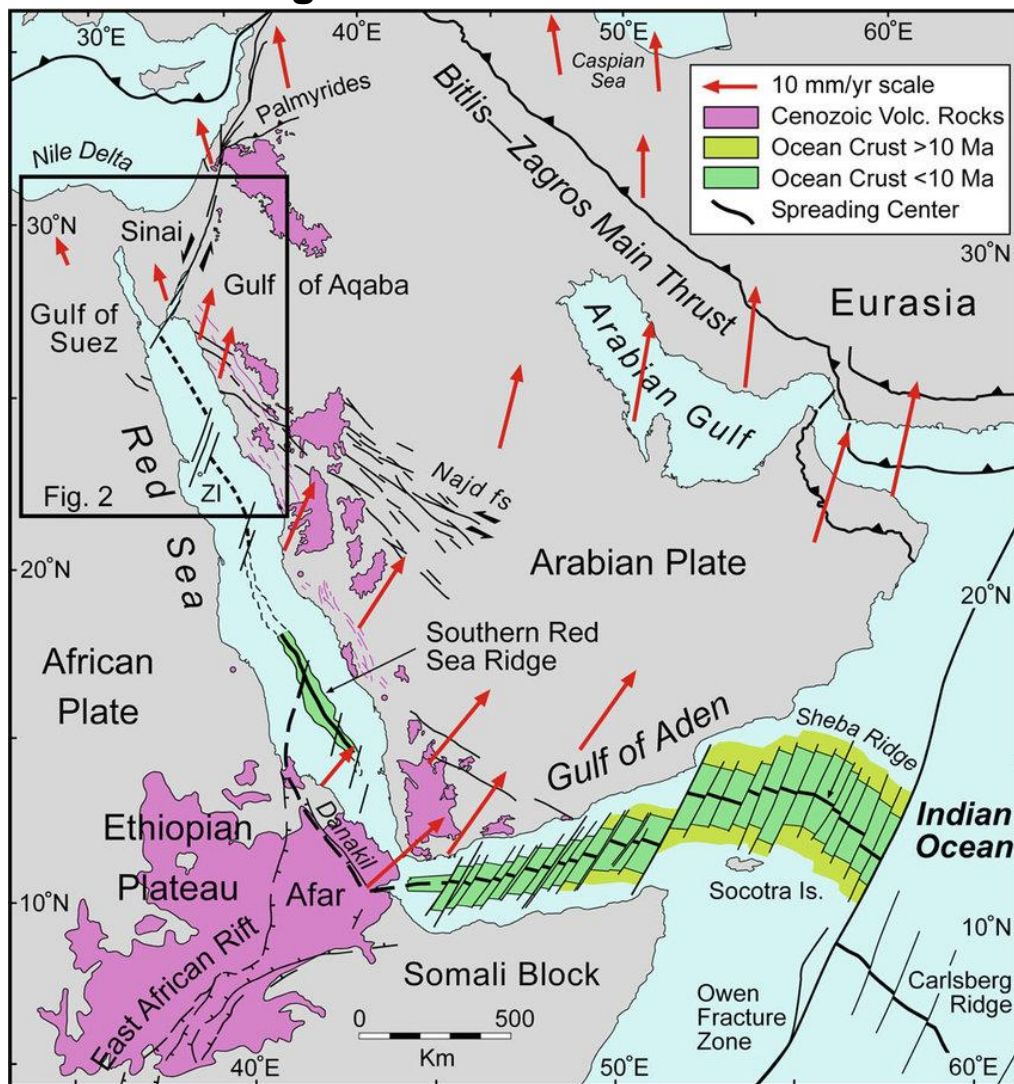 30°E
40°E
50°E
60°E
Caspian
Sea
10 mm/yr scale
Cenozoic Volc. Rocks
Ocean Crust >10 Ma
Ocean Crust <10 Ma
Spreading Center
Palmyrides
Bitlis—Zagros Main Thrust
Nile Delta
30°N
Sinai
30°N
Gulf of Aqaba
Gulf of
Suez
Eurasia
Arabian Gulf
Red Sea
Najd fs
ZI
Fig. 2
20°N
Arabian Plate
20°N
Southern Red
Sea Ridge
African
Plate
Gulf of Aden
Sheba Ridge
Indian
Ocean
Danakil
Ethiopian
Plateau
Afar
Socotra Is.
10°N
10°N
East African Rift
Somali Block
Owen
Fracture
Zone
Carlsberg
Ridge
0 500
Km
40°E
50°E
60°E